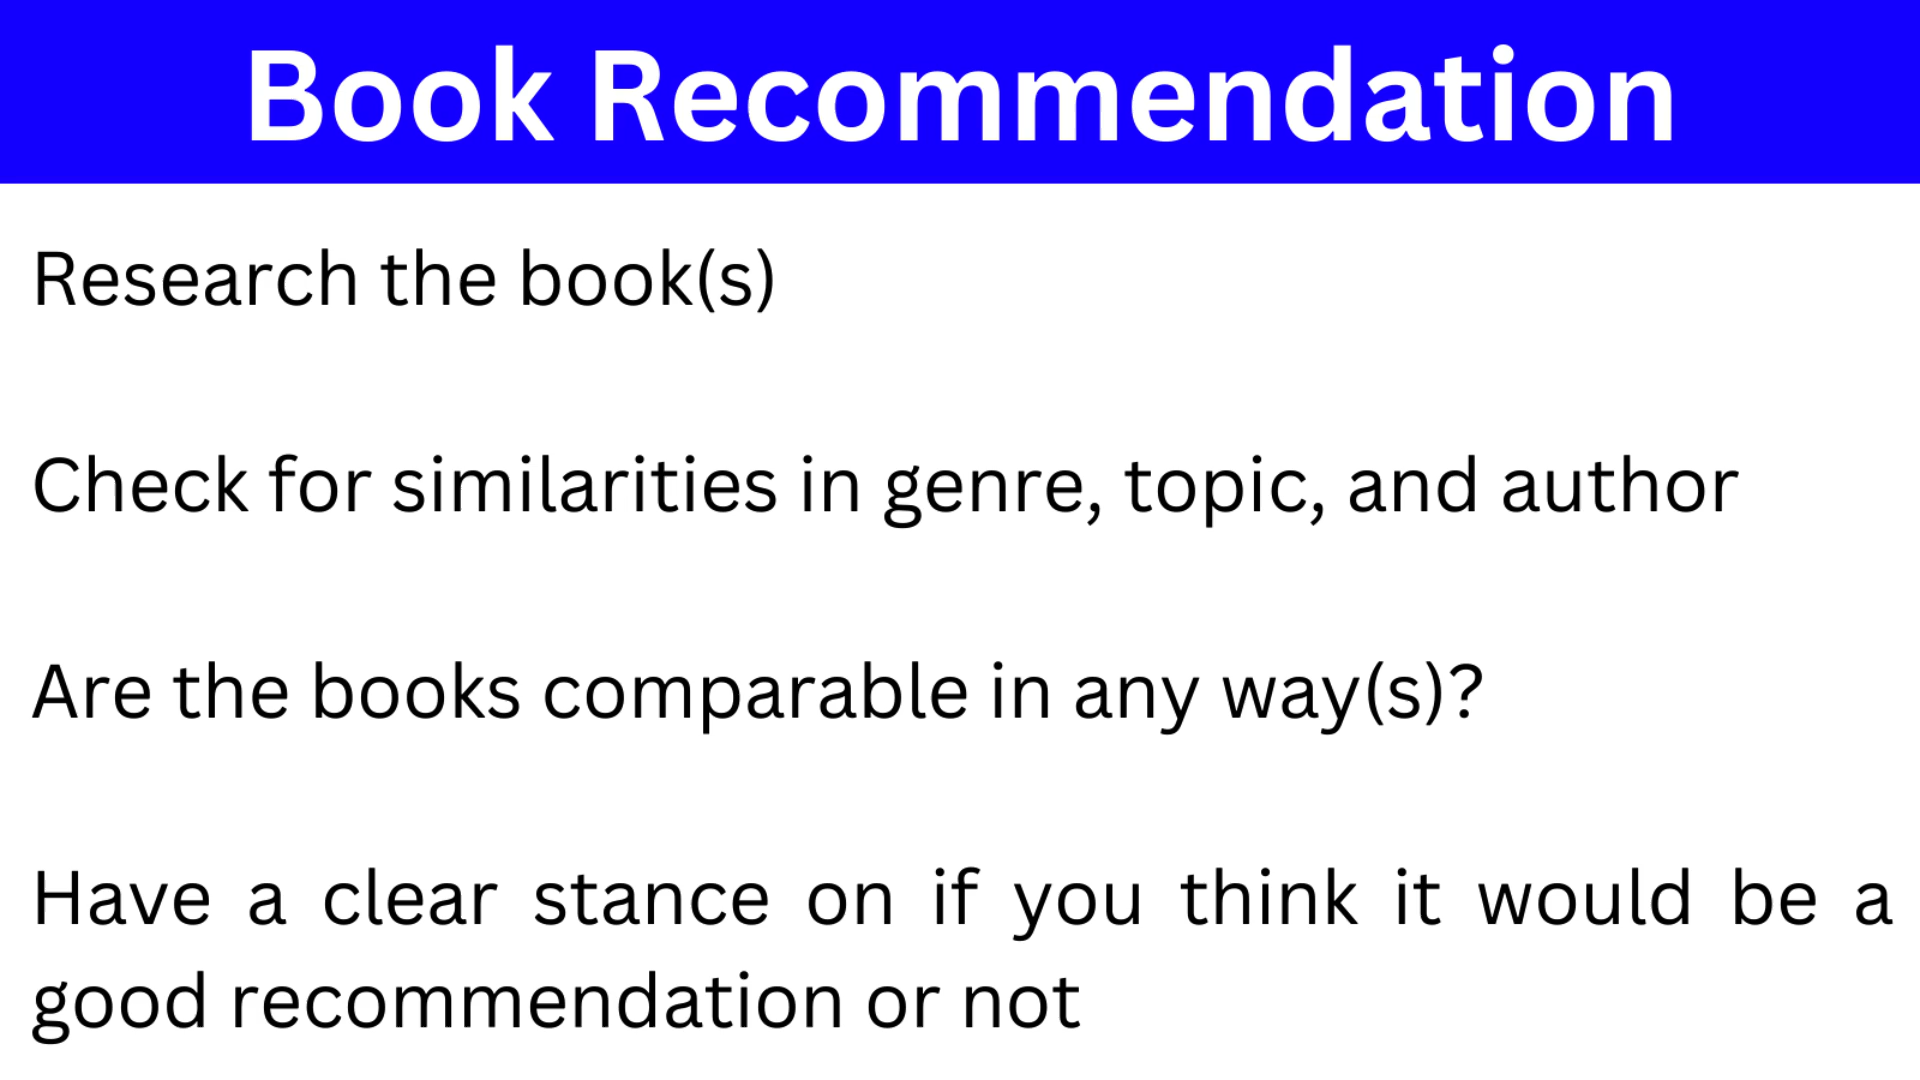 Book Recommendation
Research the book(s)
Check for similarities in genre, topic, and author
Are the books comparable in any way(s)?
Have a clear stance on if you think it would be a
good recommendation or not